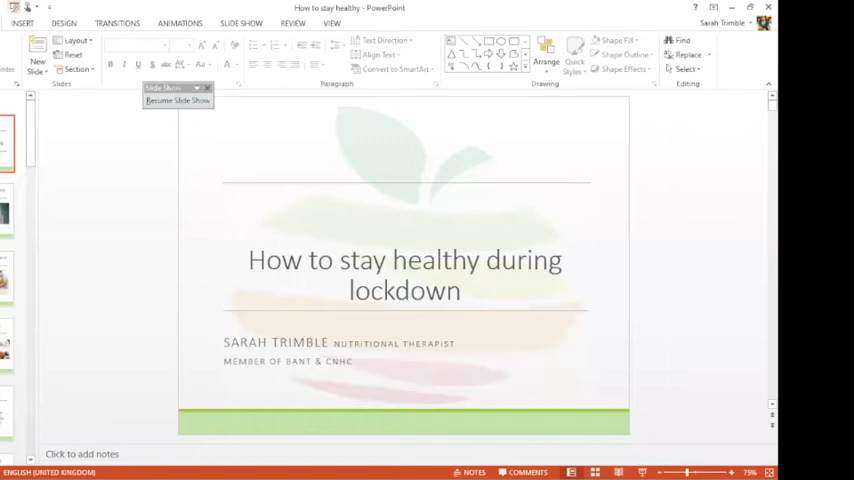 How to stay healthy - PowerPoint
INSERT DESIGN TRANSITIONS ANIMATIONS SLIDE SHOW REVIEW VIEW
Sarah Trimble
New Slide
Layout
Reset
Section
Slides
Text Direction
Align Text
Convert to SmartArt
Paragraph
Arrange
Quick Styles
Shape Fill
Shape Outline
Shape Effects
Drawing
Find
Replace
Select
Editing
Slide Show
Resume Slide Show
How to stay healthy during
lockdown
SARAH TRIMBLE NUTRITIONAL THERAPIST
MEMBER OF BANT & CNHC
Click to add notes
ENGLISH (UNITED KINGDOM)
NOTES
COMMENTS
75%